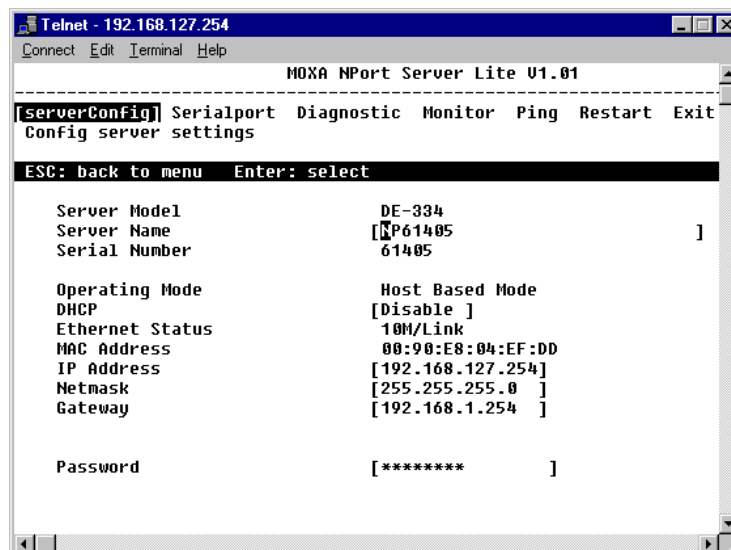 Telnet - 192.168.127.254
Connect Edit Terminal Help
MOXA NPort Server Lite V1.01
[serverConfig] Serialport Diagnostic Monitor Ping Restart Exit
Config server settings
ESC: back to menu Enter: select
Server Model DE-334
Server Name [NP61405 ]
Serial Number 61405
Operating Mode Host Based Mode
DHCP [Disable ]
Ethernet Status 10M/Link
MAC Address 00:90:E8:04:EF:DD
IP Address [192.168.127.254]
Netmask [255.255.255.0 ]
Gateway [192.168.1.254 ]
Password [******** ]